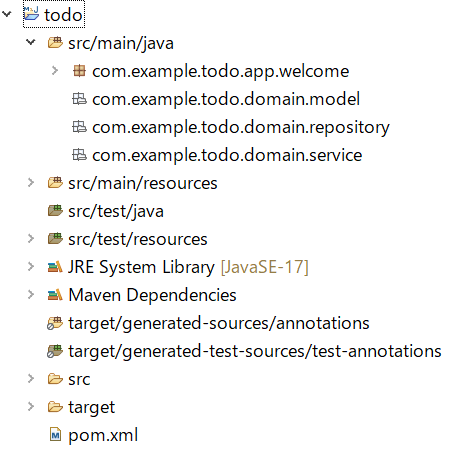 todo
src/main/java
com.example.todo.app.welcome
com.example.todo.domain.model
com.example.todo.domain.repository
com.example.todo.domain.service
src/main/resources
src/test/java
src/test/resources
JRE System Library [JavaSE-17]
Maven Dependencies
target/generated-sources/annotations
target/generated-test-sources/test-annotations
src
target
pom.xml